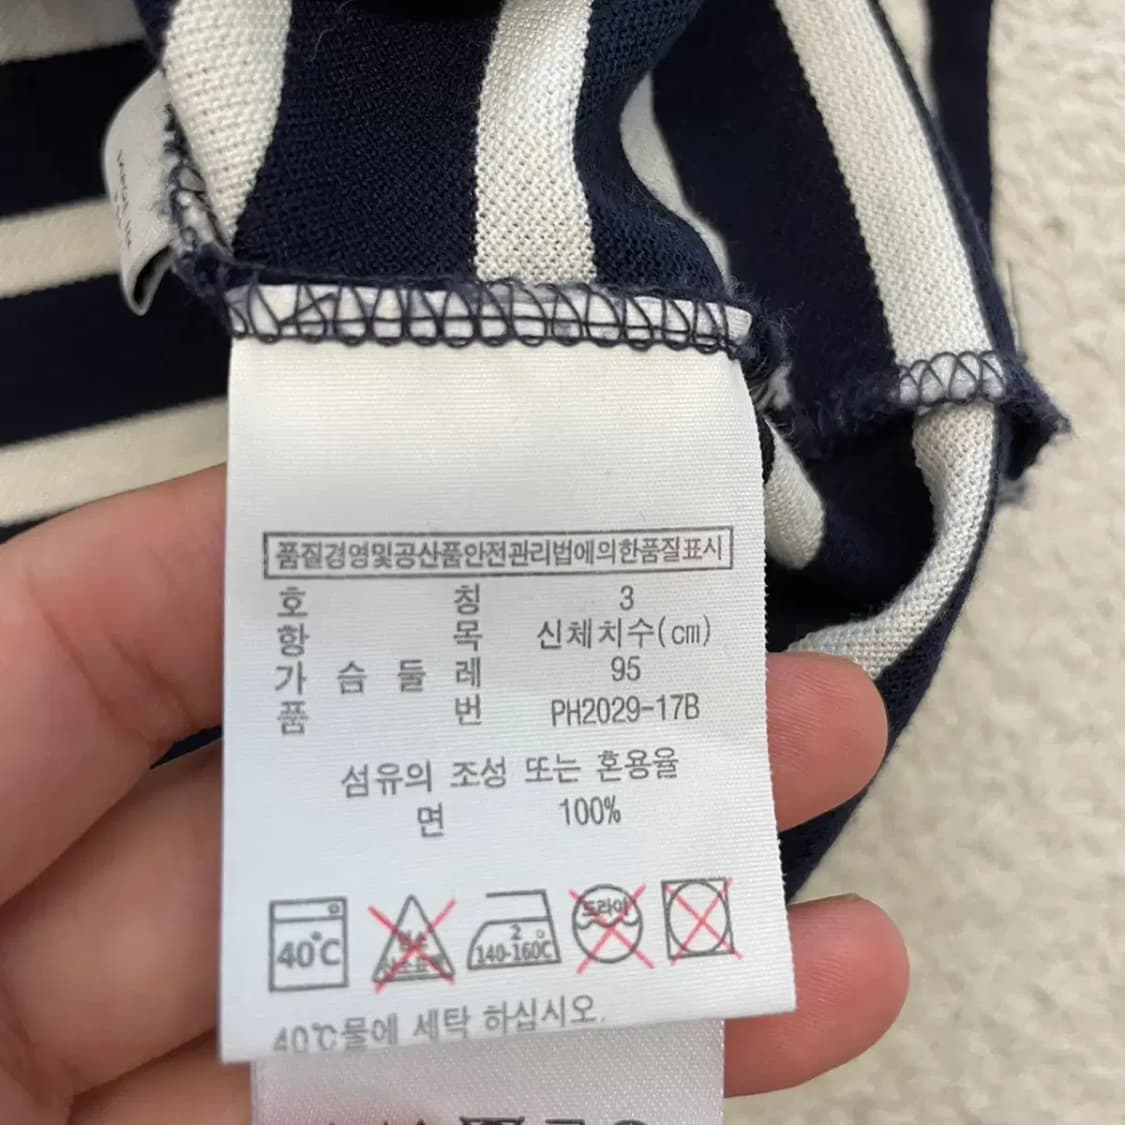 품질경영및공산품안전관리법에의한품질표시
호 칭 3
항 목 신체치수(cm)
가 슴 둘 레 95
품 번 PH2029-17B
섬유의 조성 또는 혼용율
면 100%
40°C
2
140-160C
드라이
40℃물에 세탁 하십시오.